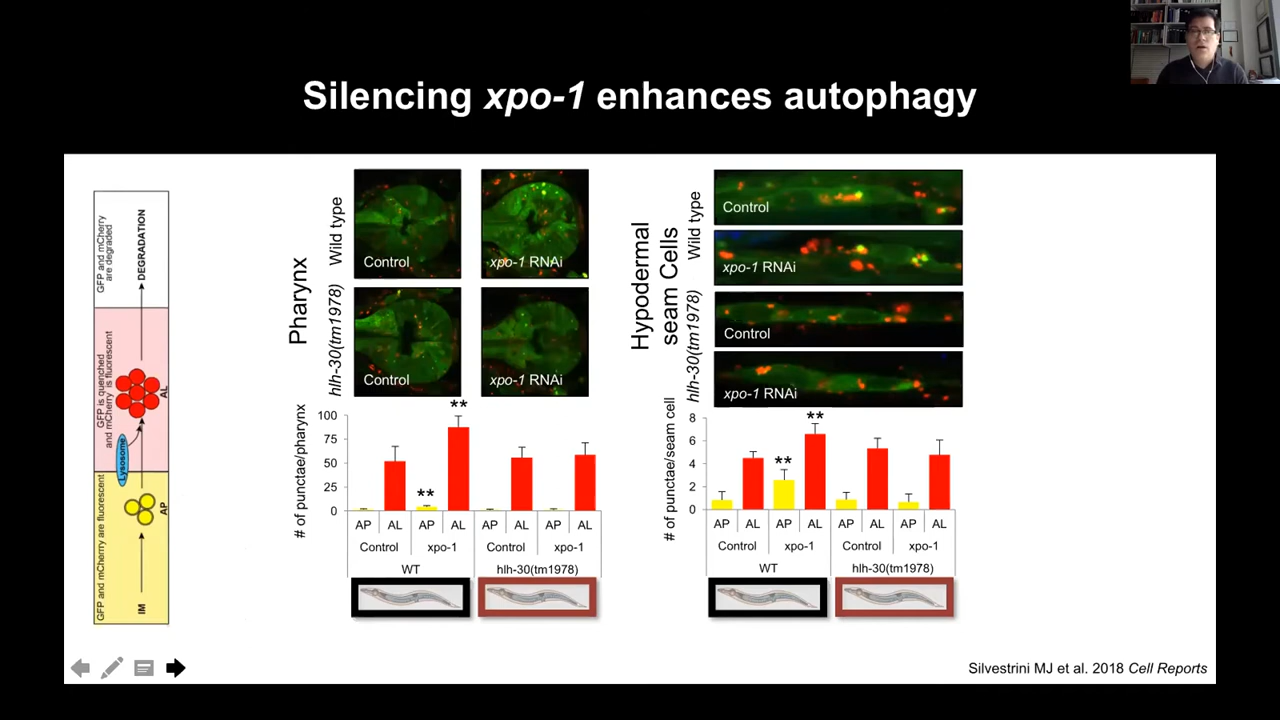 Silencing xpo-1 enhances autophagy
GFP and mCherry
are degraded
DEGRADATION
GFP is quenched
and mCherry is fluorescent
Lysosome
AL
GFP and mCherrry are fluorescent
AP
IM
Pharynx
Wild type
hlh-30(tm1978)
Control
xpo-1 RNAi
Control
xpo-1 RNAi
# of punctae/pharynx
100
75
50
25
0
**
**
AP AL AP AL AP AL AP AL
Control xpo-1 Control xpo-1
WT hlh-30(tm1978)
Hypodermal
seam Cells
Wild type
hlh-30(tm1978)
Control
xpo-1 RNAi
Control
xpo-1 RNAi
# of punctae/seam cell
8
6
4
2
0
**
**
AP AL AP AL AP AL AP AL
Control xpo-1 Control xpo-1
WT hlh-30(tm1978)
Silvestrini MJ et al. 2018 Cell Reports